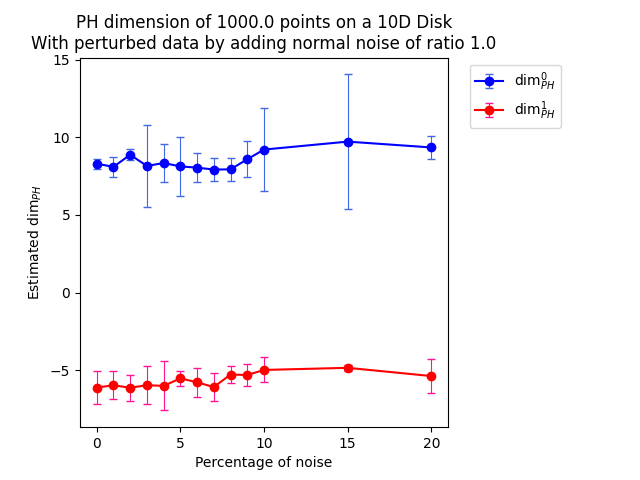 PH dimension of 1000.0 points on a 10D Disk
With perturbed data by adding normal noise of ratio 1.0
15
10
5
0
−5
Estimated dim_{PH}
0 5 10 15 20
Percentage of noise
dim^0_{PH}
dim^1_{PH}